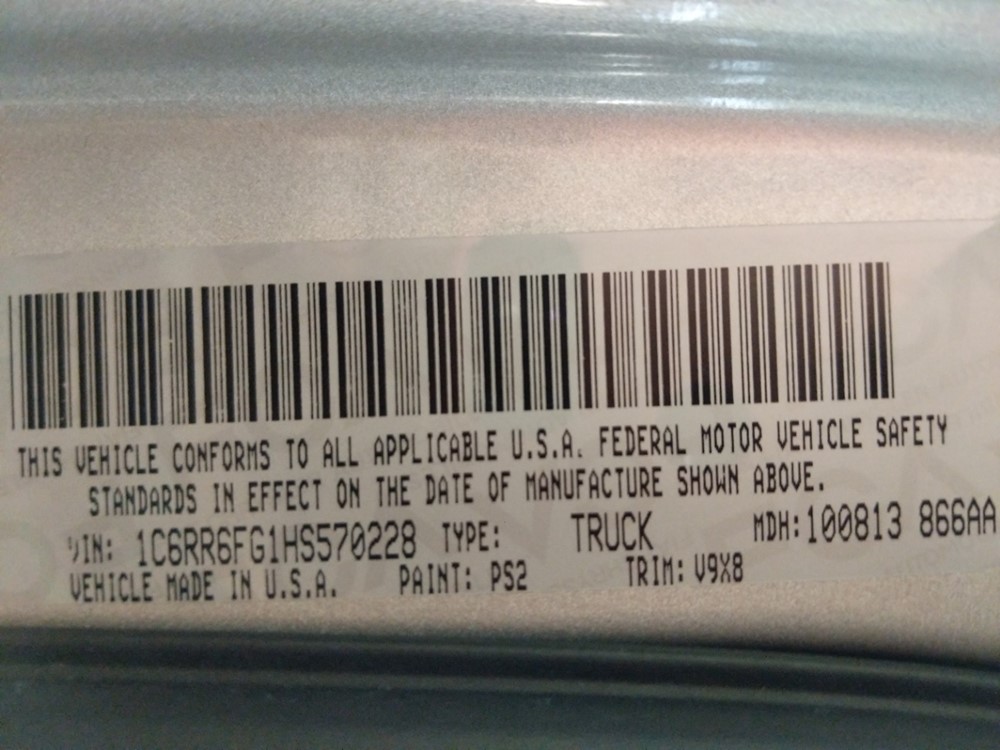 THIS VEHICLE CONFORMS TO ALL APPLICABLE U.S.A. FEDERAL MOTOR VEHICLE SAFETY
STANDARDS IN EFFECT ON THE DATE OF MANUFACTURE SHOWN ABOVE.
VIN: 1C6RR6FG1HS570228 TYPE: TRUCK MDH:100813 866AA
VEHICLE MADE IN U.S.A. PAINT: PS2 TRIM: V9X8